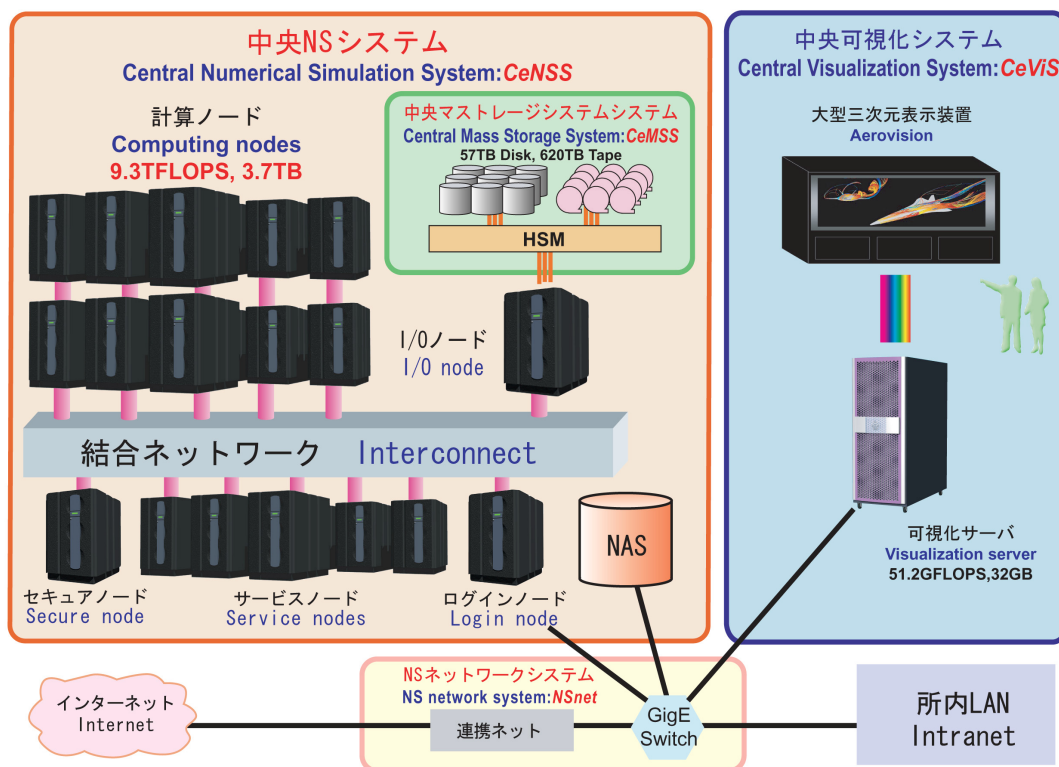 中央NSシステム
Central Numerical Simulation System:CeNSS
計算ノード
Computing nodes
9.3TFLOPS, 3.7TB
中央マストレージシステムシステム
Central Mass Storage System:CeMSS
57TB Disk, 620TB Tape
HSM
I/Oノード
I/O node
結合ネットワーク Interconnect
セキュアノード
Secure node
サービスノード
Service nodes
ログインノード
Login node
NAS
中央可視化システム
Central Visualization System:CeViS
大型三次元表示装置
Aerovision
可視化サーバ
Visualization server
51.2GFLOPS,32GB
インターネット
Internet
NSネットワークシステム
NS network system:NSnet
連携ネット
GigE
Switch
所内LAN
Intranet